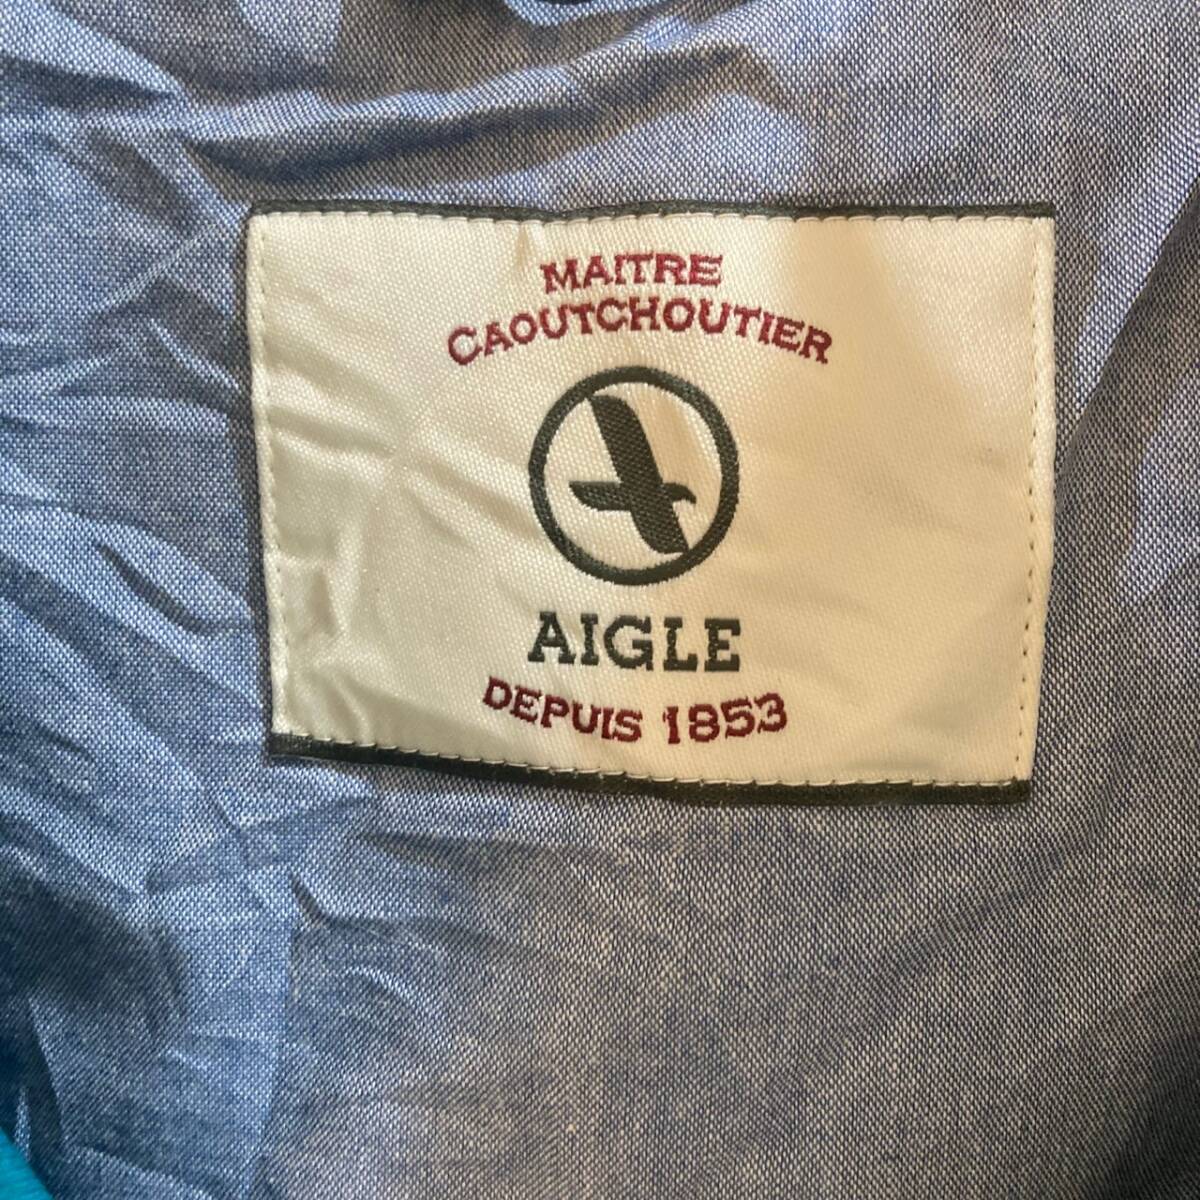 MAITRE
CAOUTCHOUTIER
AIGLE
DEPUIS 1853